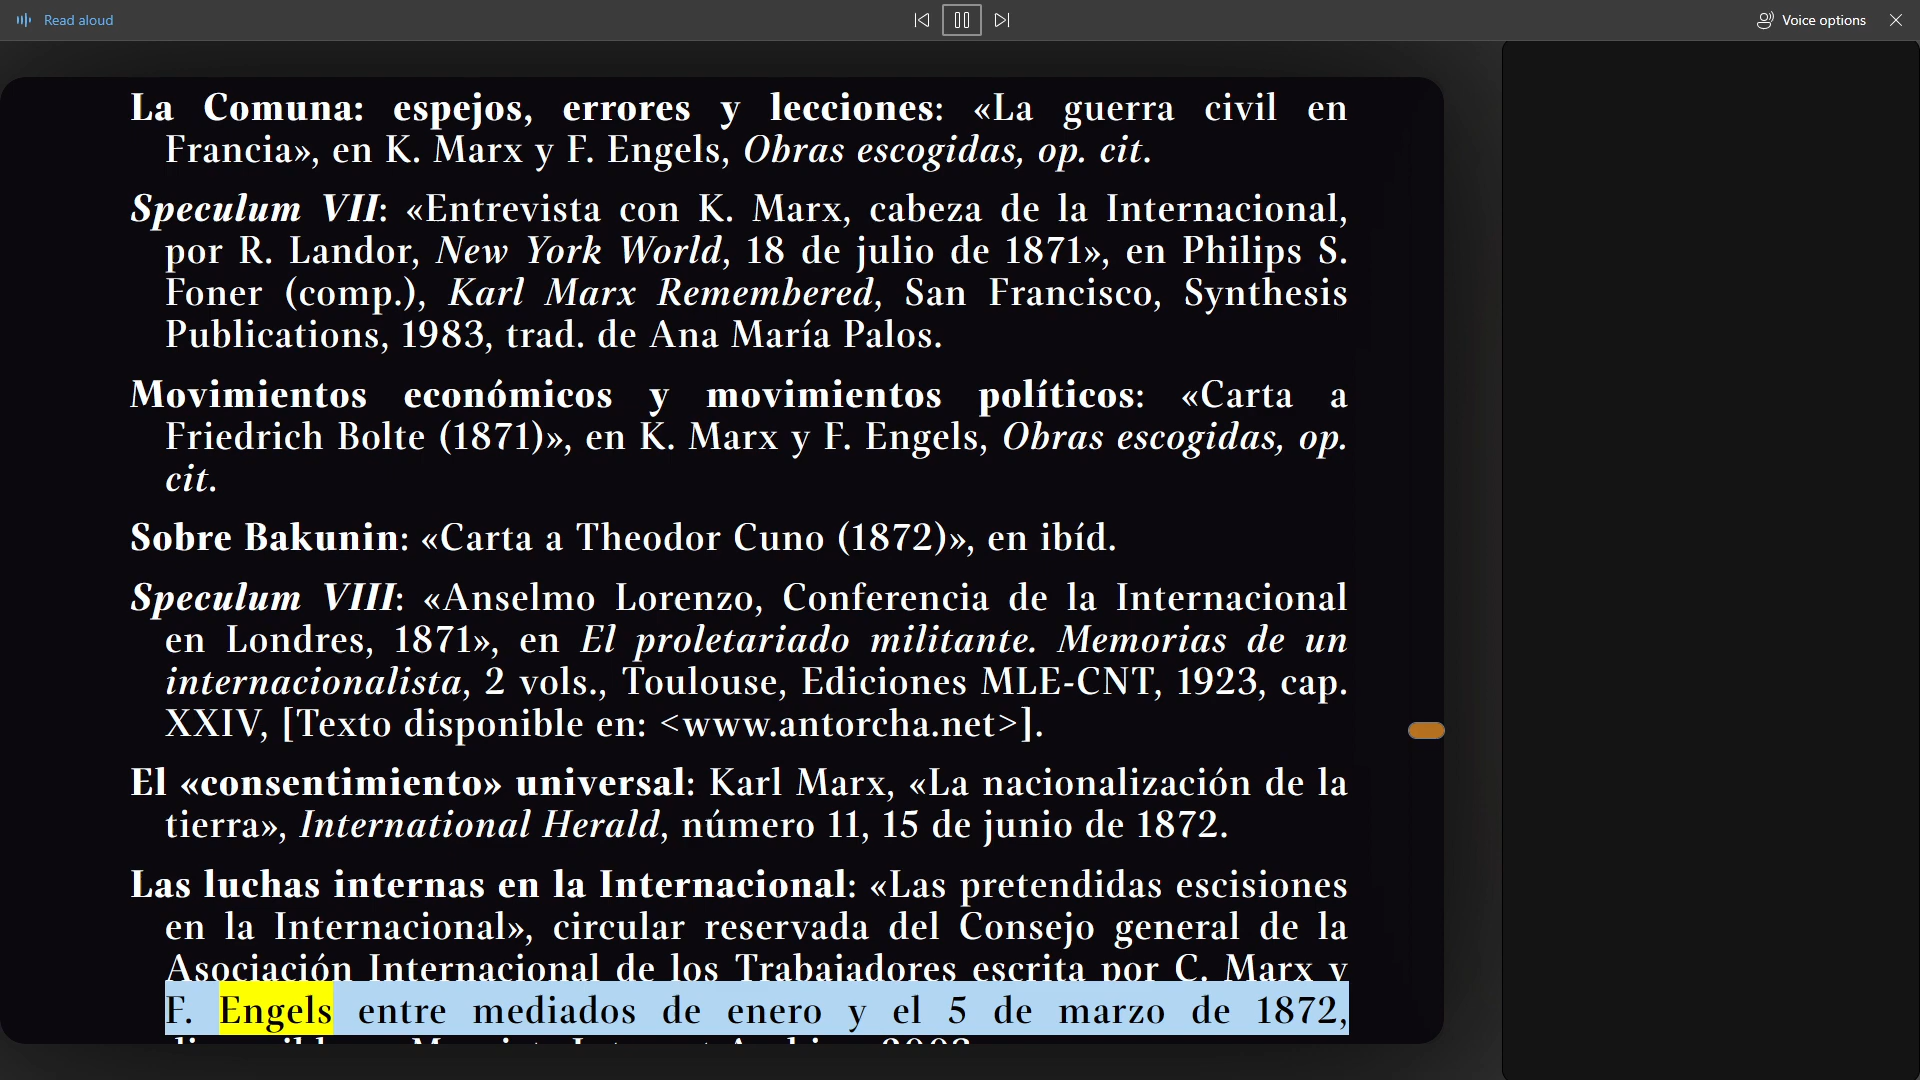 Read aloud
Voice options
La Comuna: espejos, errores y lecciones: «La guerra civil en
Francia», en K. Marx y F. Engels, Obras escogidas, op. cit.
Speculum VII: «Entrevista con K. Marx, cabeza de la Internacional,
por R. Landor, New York World, 18 de julio de 1871», en Philips S.
Foner (comp.), Karl Marx Remembered, San Francisco, Synthesis
Publications, 1983, trad. de Ana María Palos.
Movimientos económicos y movimientos políticos: «Carta a
Friedrich Bolte (1871)», en K. Marx y F. Engels, Obras escogidas, op.
cit.
Sobre Bakunin: «Carta a Theodor Cuno (1872)», en ibíd.
Speculum VIII: «Anselmo Lorenzo, Conferencia de la Internacional
en Londres, 1871», en El proletariado militante. Memorias de un
internacionalista, 2 vols., Toulouse, Ediciones MLE-CNT, 1923, cap.
XXIV, [Texto disponible en: <www.antorcha.net>].
El «consentimiento» universal: Karl Marx, «La nacionalización de la
tierra», International Herald, número 11, 15 de junio de 1872.
Las luchas internas en la Internacional: «Las pretendidas escisiones
en la Internacional», circular reservada del Consejo general de la
Asociación Internacional de los Trabajadores escrita por C. Marx y
F. Engels entre mediados de enero y el 5 de marzo de 1872,